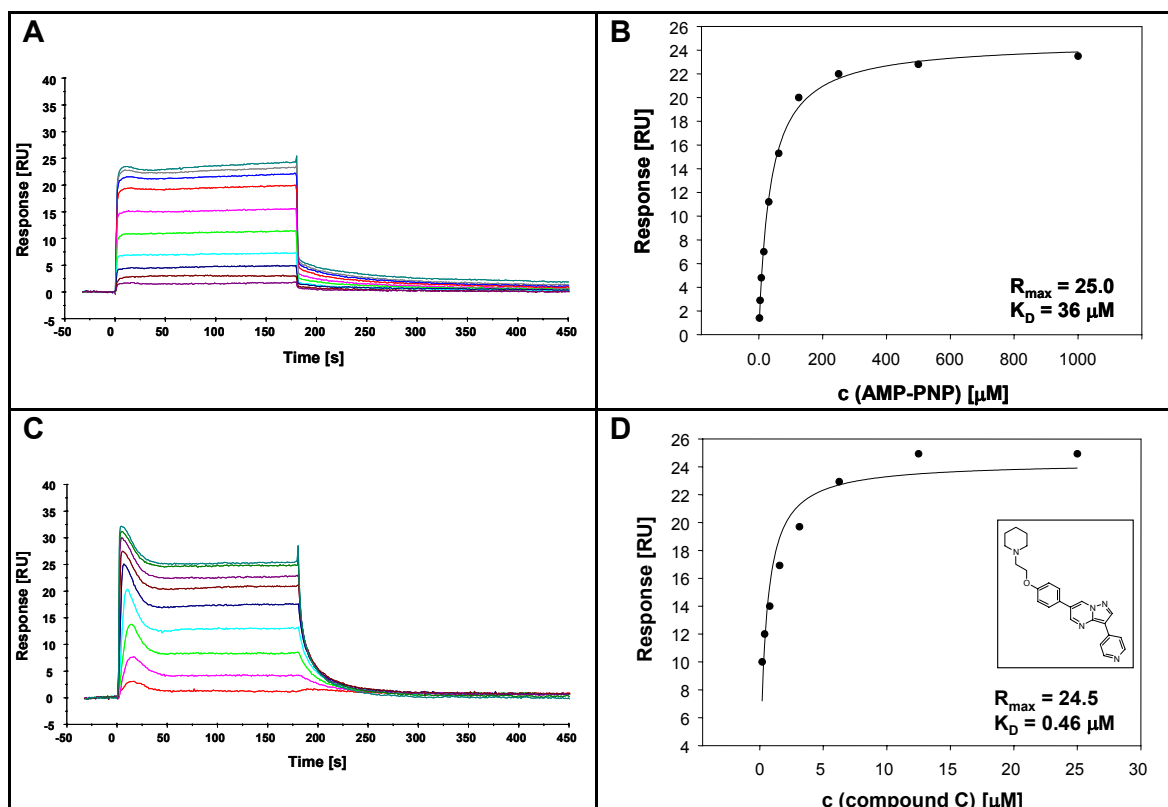 A
40
35
30
25
20
15
10
5
0
-5
Response [RU]
-50 0 50 100 150 200 250 300 350 400 450
Time [s]
B
26
24
22
20
18
16
14
12
10
8
6
4
2
0
Response [RU]
Rmax = 25.0
KD = 36 µM
0.0 200 400 600 800 1000
c (AMP-PNP) [µM]
C
40
35
30
25
20
15
10
5
0
-5
Response [RU]
-50 0 50 100 150 200 250 300 350 400 450
Time [s]
D
26
24
22
20
18
16
14
12
10
8
6
4
Response [RU]
N
O
N
N
N
N
Rmax = 24.5
KD = 0.46 µM
0 5 10 15 20 25 30
c (compound C) [µM]